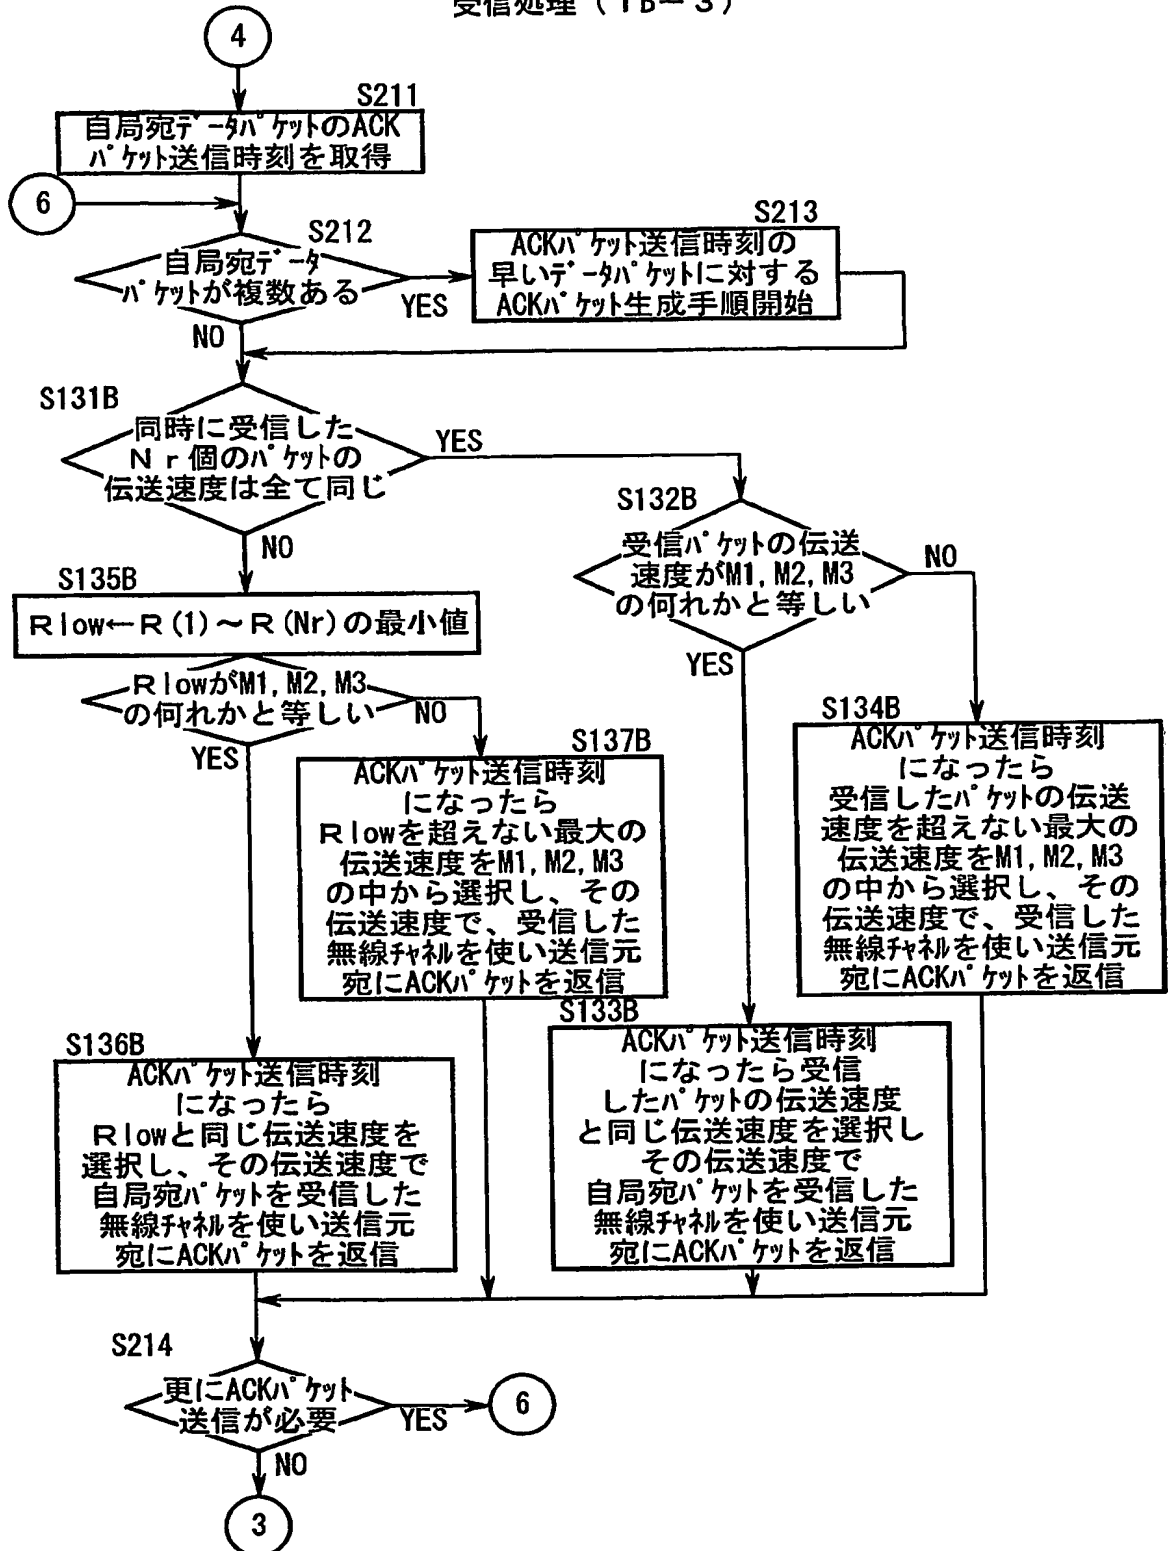 受信処理(1B-3)
4
S211
自局宛データパケットのACK
パケット送信時刻を取得
6
S212
自局宛データ
パケットが複数ある
YES
NO
S213
ACKパケット送信時刻の
早いデータパケットに対する
ACKパケット生成手順開始
S131B
同時に受信した
Nr個のパケットの
伝送速度は全て同じ
YES
NO
S132B
受信パケットの伝送
速度がM1, M2, M3
の何れかと等しい
NO
YES
S135B
Rlow←R(1)~R(Nr)の最小値
RlowがM1, M2, M3
の何れかと等しい
NO
YES
S137B
ACKパケット送信時刻
になったら
Rlowを超えない最大の
伝送速度をM1, M2, M3
の中から選択し、その
伝送速度で、受信した
無線チャネルを使い送信元
宛にACKパケットを返信
S134B
ACKパケット送信時刻
になったら
受信したパケットの伝送
速度を超えない最大の
伝送速度をM1, M2, M3
の中から選択し、その
伝送速度で、受信した
無線チャネルを使い送信元
宛にACKパケットを返信
S136B
ACKパケット送信時刻
になったら
Rlowと同じ伝送速度を
選択し、その伝送速度で
自局宛パケットを受信した
無線チャネルを使い送信元
宛にACKパケットを返信
S133B
ACKパケット送信時刻
になったら受信
したパケットの伝送速度
と同じ伝送速度を選択し
その伝送速度で
自局宛パケットを受信した
無線チャネルを使い送信元
宛にACKパケットを返信
S214
更にACKパケット
送信が必要
YES
6
NO
3